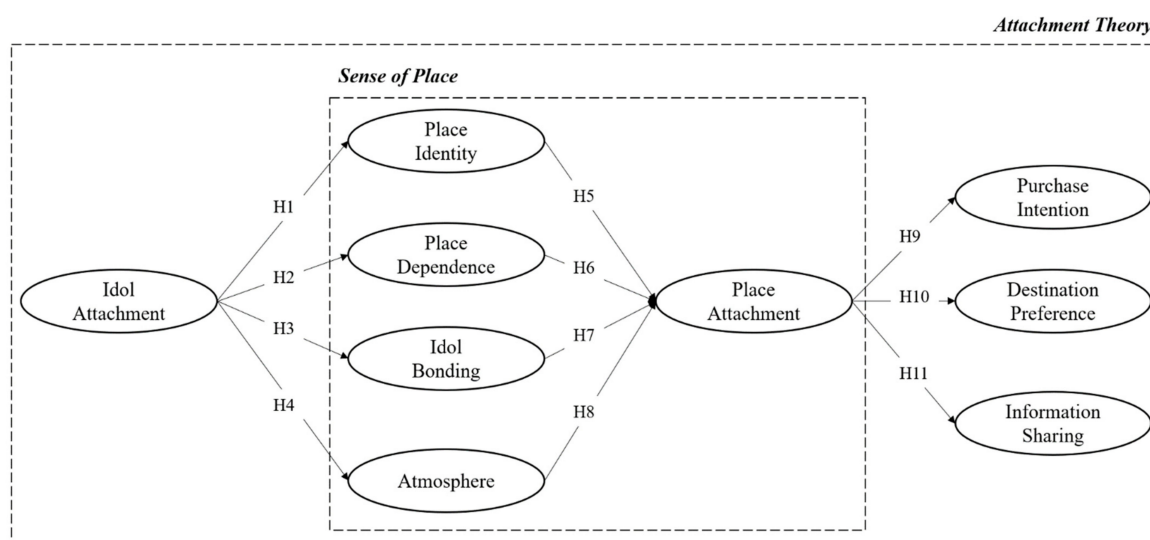 Attachment Theory
Sense of Place
Place
Identity
H1
H5
Purchase
Intention
H9
Place
Dependence
H2
H6
Idol
Attachment
Place
Attachment
H10
Destination
Preference
H3
H7
Idol
Bonding
H11
H4
H8
Information
Sharing
Atmosphere